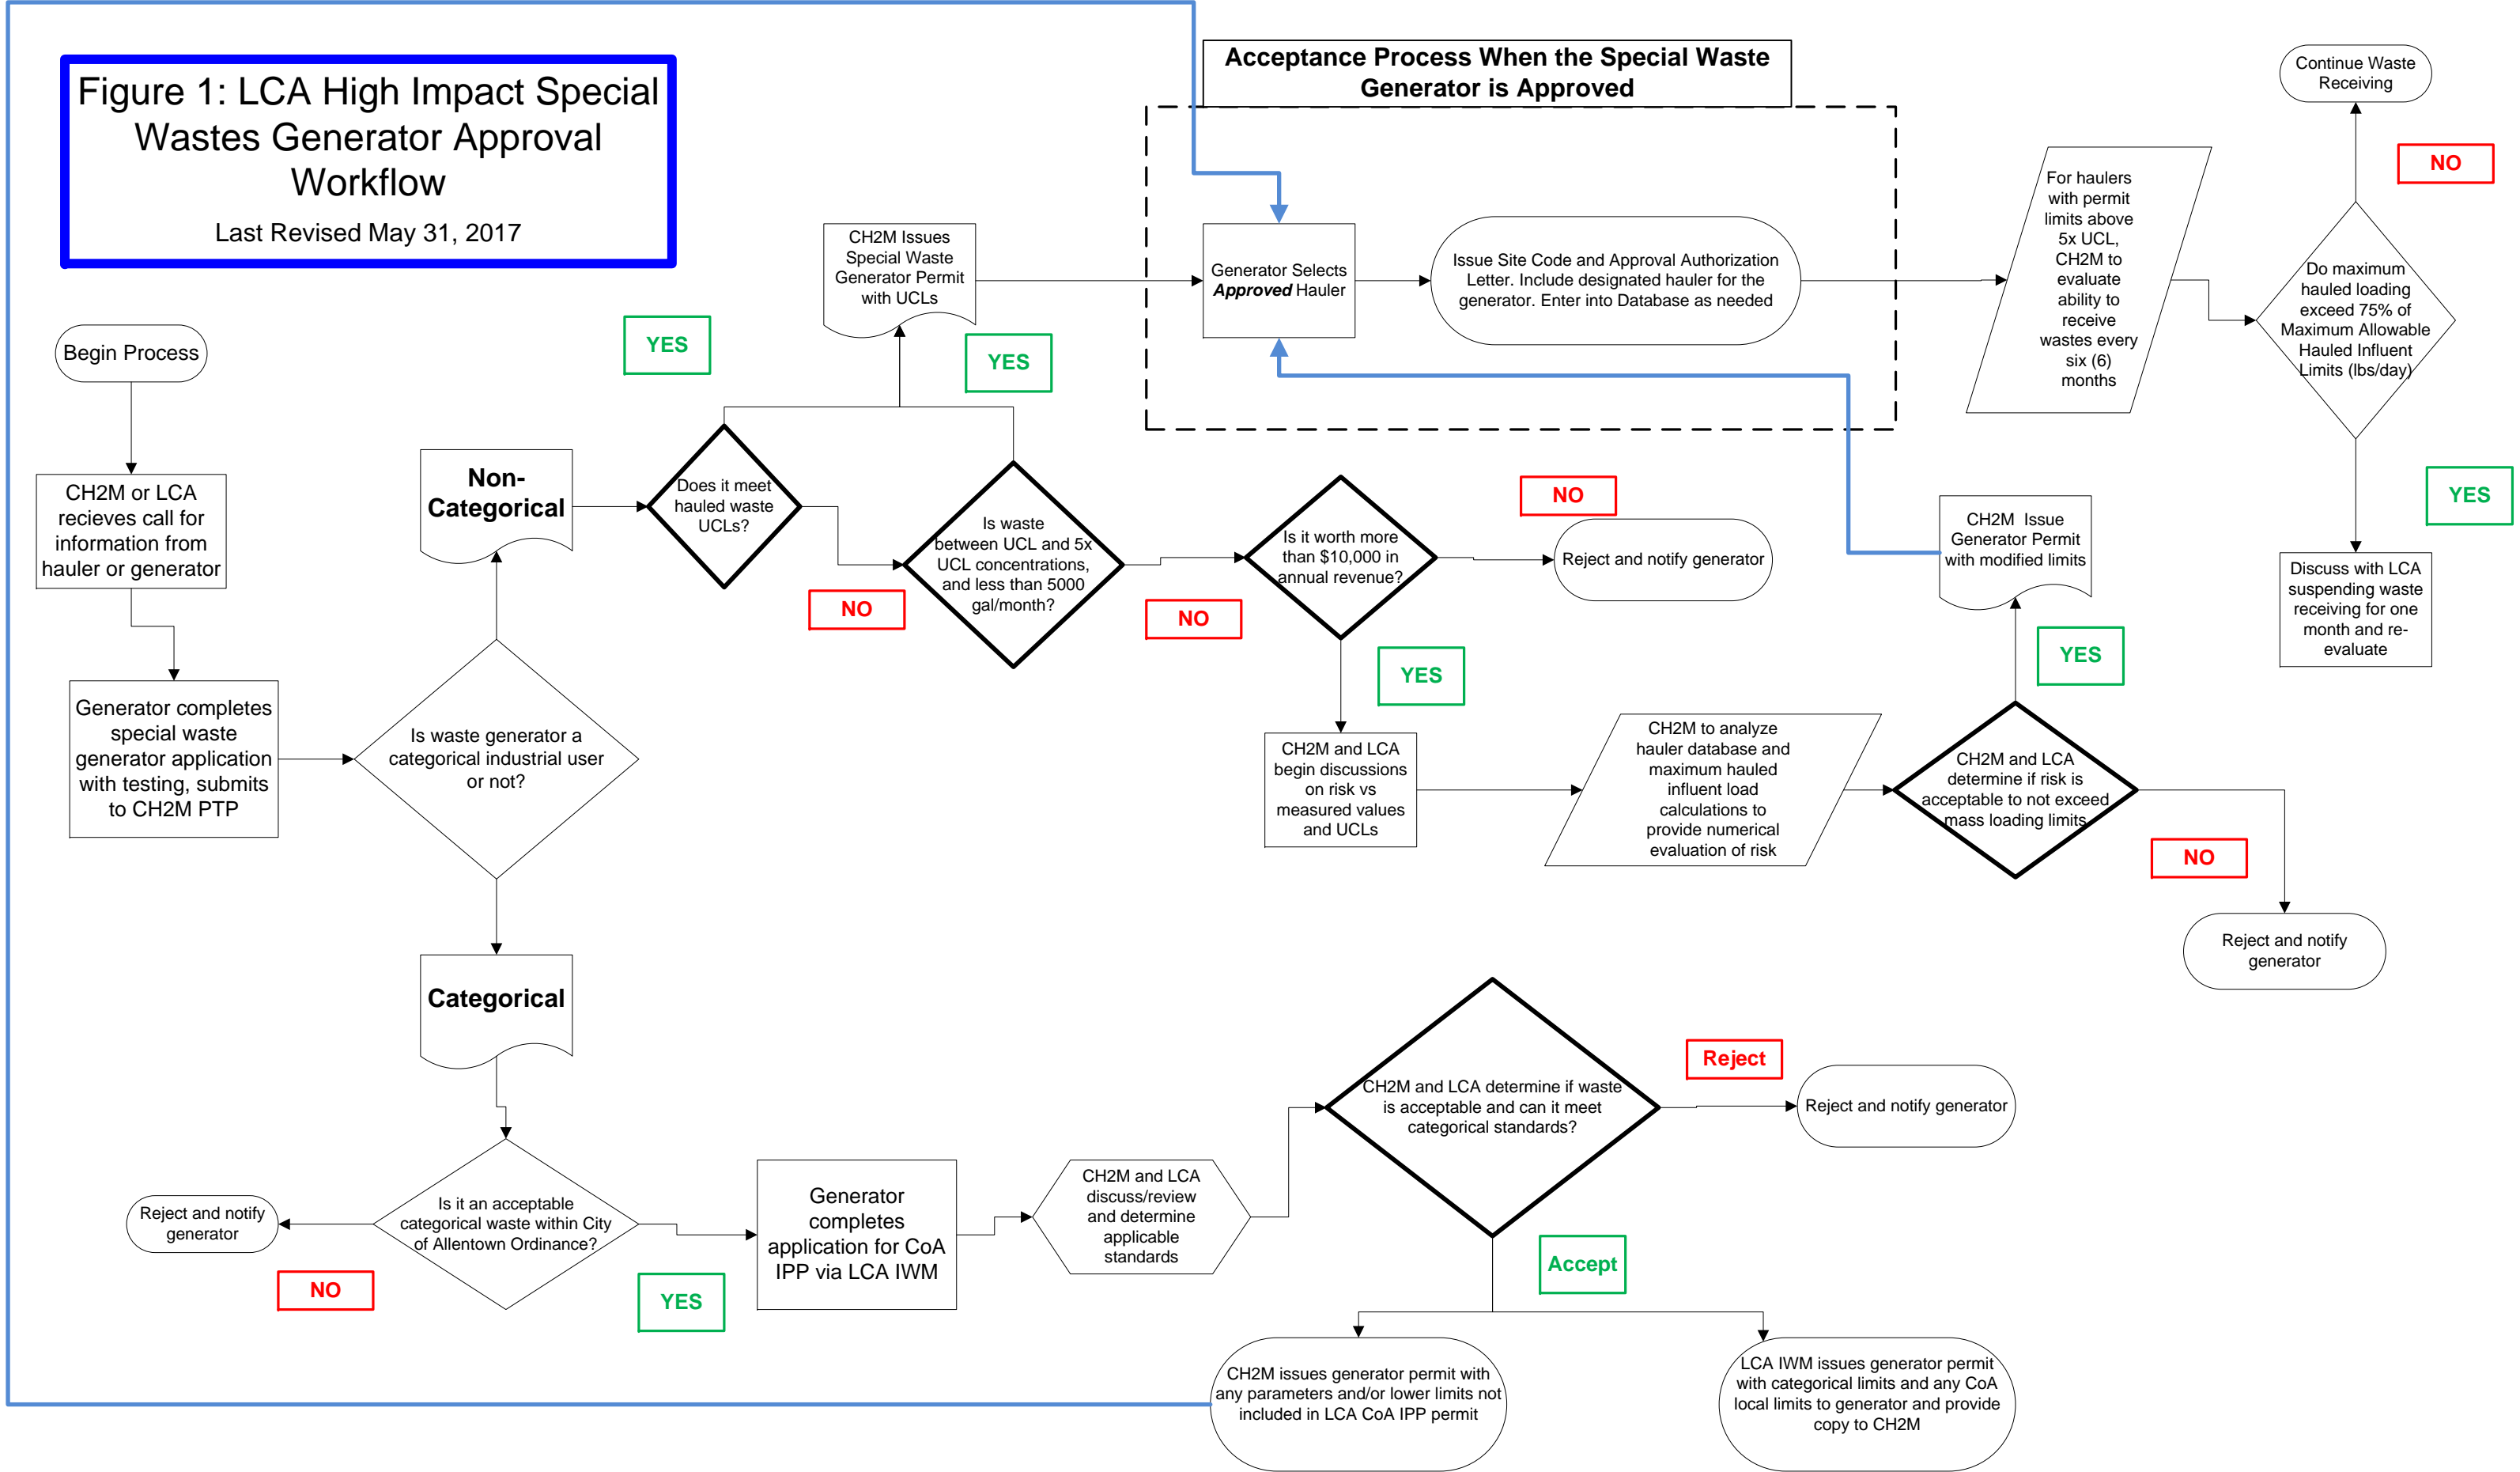 Figure 1: LCA High Impact Special
Wastes Generator Approval
Workflow
Last Revised May 31, 2017
Acceptance Process When the Special Waste
Generator is Approved
Continue Waste
Receiving
NO
For haulers
with permit
limits above
5x UCL,
CH2M to
evaluate
ability to
receive
wastes every
six (6)
months
Do maximum
hauled loading
exceed 75% of
Maximum Allowable
Hauled Influent
Limits (lbs/day)
YES
Discuss with LCA
suspending waste
receiving for one
month and re-
evaluate
CH2M Issues
Special Waste
Generator Permit
with UCLs
Generator Selects
Approved Hauler
Issue Site Code and Approval Authorization
Letter. Include designated hauler for the
generator. Enter into Database as needed
YES
YES
Begin Process
CH2M or LCA
recieves call for
information from
hauler or generator
Generator completes
special waste
generator application
with testing, submits
to CH2M PTP
Is waste generator a
categorical industrial user
or not?
Non-
Categorical
Does it meet
hauled waste
UCLs?
NO
Is waste
between UCL and 5x
UCL concentrations,
and less than 5000
gal/month?
NO
Is it worth more
than $10,000 in
annual revenue?
NO
Reject and notify generator
YES
CH2M and LCA
begin discussions
on risk vs
measured values
and UCLs
CH2M to analyze
hauler database and
maximum hauled
influent load
calculations to
provide numerical
evaluation of risk
CH2M and LCA
determine if risk is
acceptable to not exceed
mass loading limits
YES
CH2M  Issue
Generator Permit
with modified limits
NO
Reject and notify
generator
Categorical
Is it an acceptable
categorical waste within City
of Allentown Ordinance?
Reject and notify
generator
NO
YES
Generator
completes
application for CoA
IPP via LCA IWM
CH2M and LCA
discuss/review
and determine
applicable
standards
CH2M and LCA determine if waste
is acceptable and can it meet
categorical standards?
Reject
Reject and notify generator
Accept
CH2M issues generator permit with
any parameters and/or lower limits not
included in LCA CoA IPP permit
LCA IWM issues generator permit
with categorical limits and any CoA
local limits to generator and provide
copy to CH2M